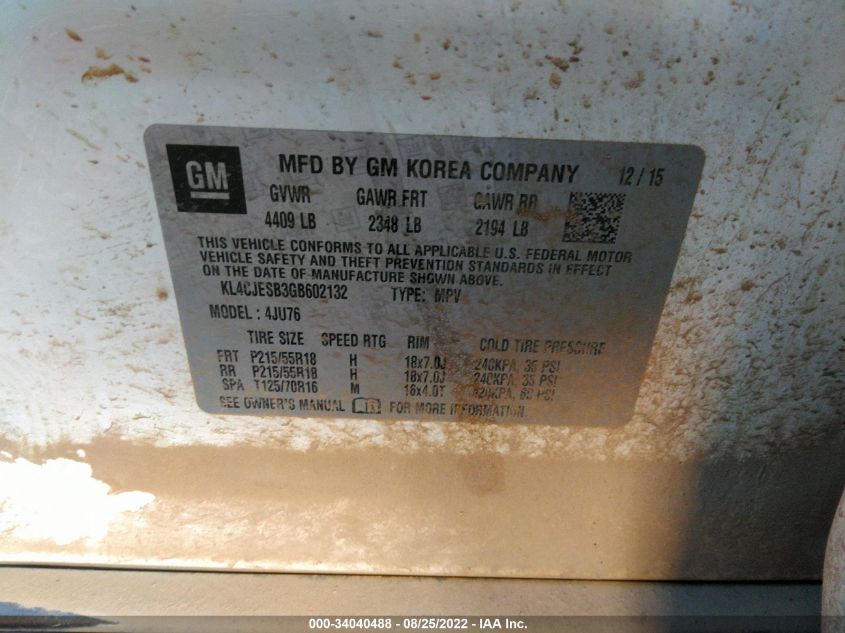 GM
MFD BY GM KOREA COMPANY 12 / 15
GVWR GAWR FRT GAWR RR
4409 LB 2348 LB 2194 LB
THIS VEHICLE CONFORMS TO ALL APPLICABLE U.S. FEDERAL MOTOR
VEHICLE SAFETY AND THEFT PREVENTION STANDARDS IN EFFECT
ON THE DATE OF MANUFACTURE SHOWN ABOVE.
KL4CJESB3GB602132 TYPE: MPV
MODEL : 4JU76
TIRE SIZE SPEED RTG RIM COLD TIRE PRESSURE
FRT P215/55R18 H 18x7.0J 240KPA, 35 PSI
RR P215/55R18 H 18x7.0J 240KPA, 35 PSI
SPA T125/70R16 M 16x4.0T 420KPA, 60 PSI
SEE OWNER'S MANUAL FOR MORE INFORMATION.
000-34040488 - 08/25/2022 - IAA Inc.